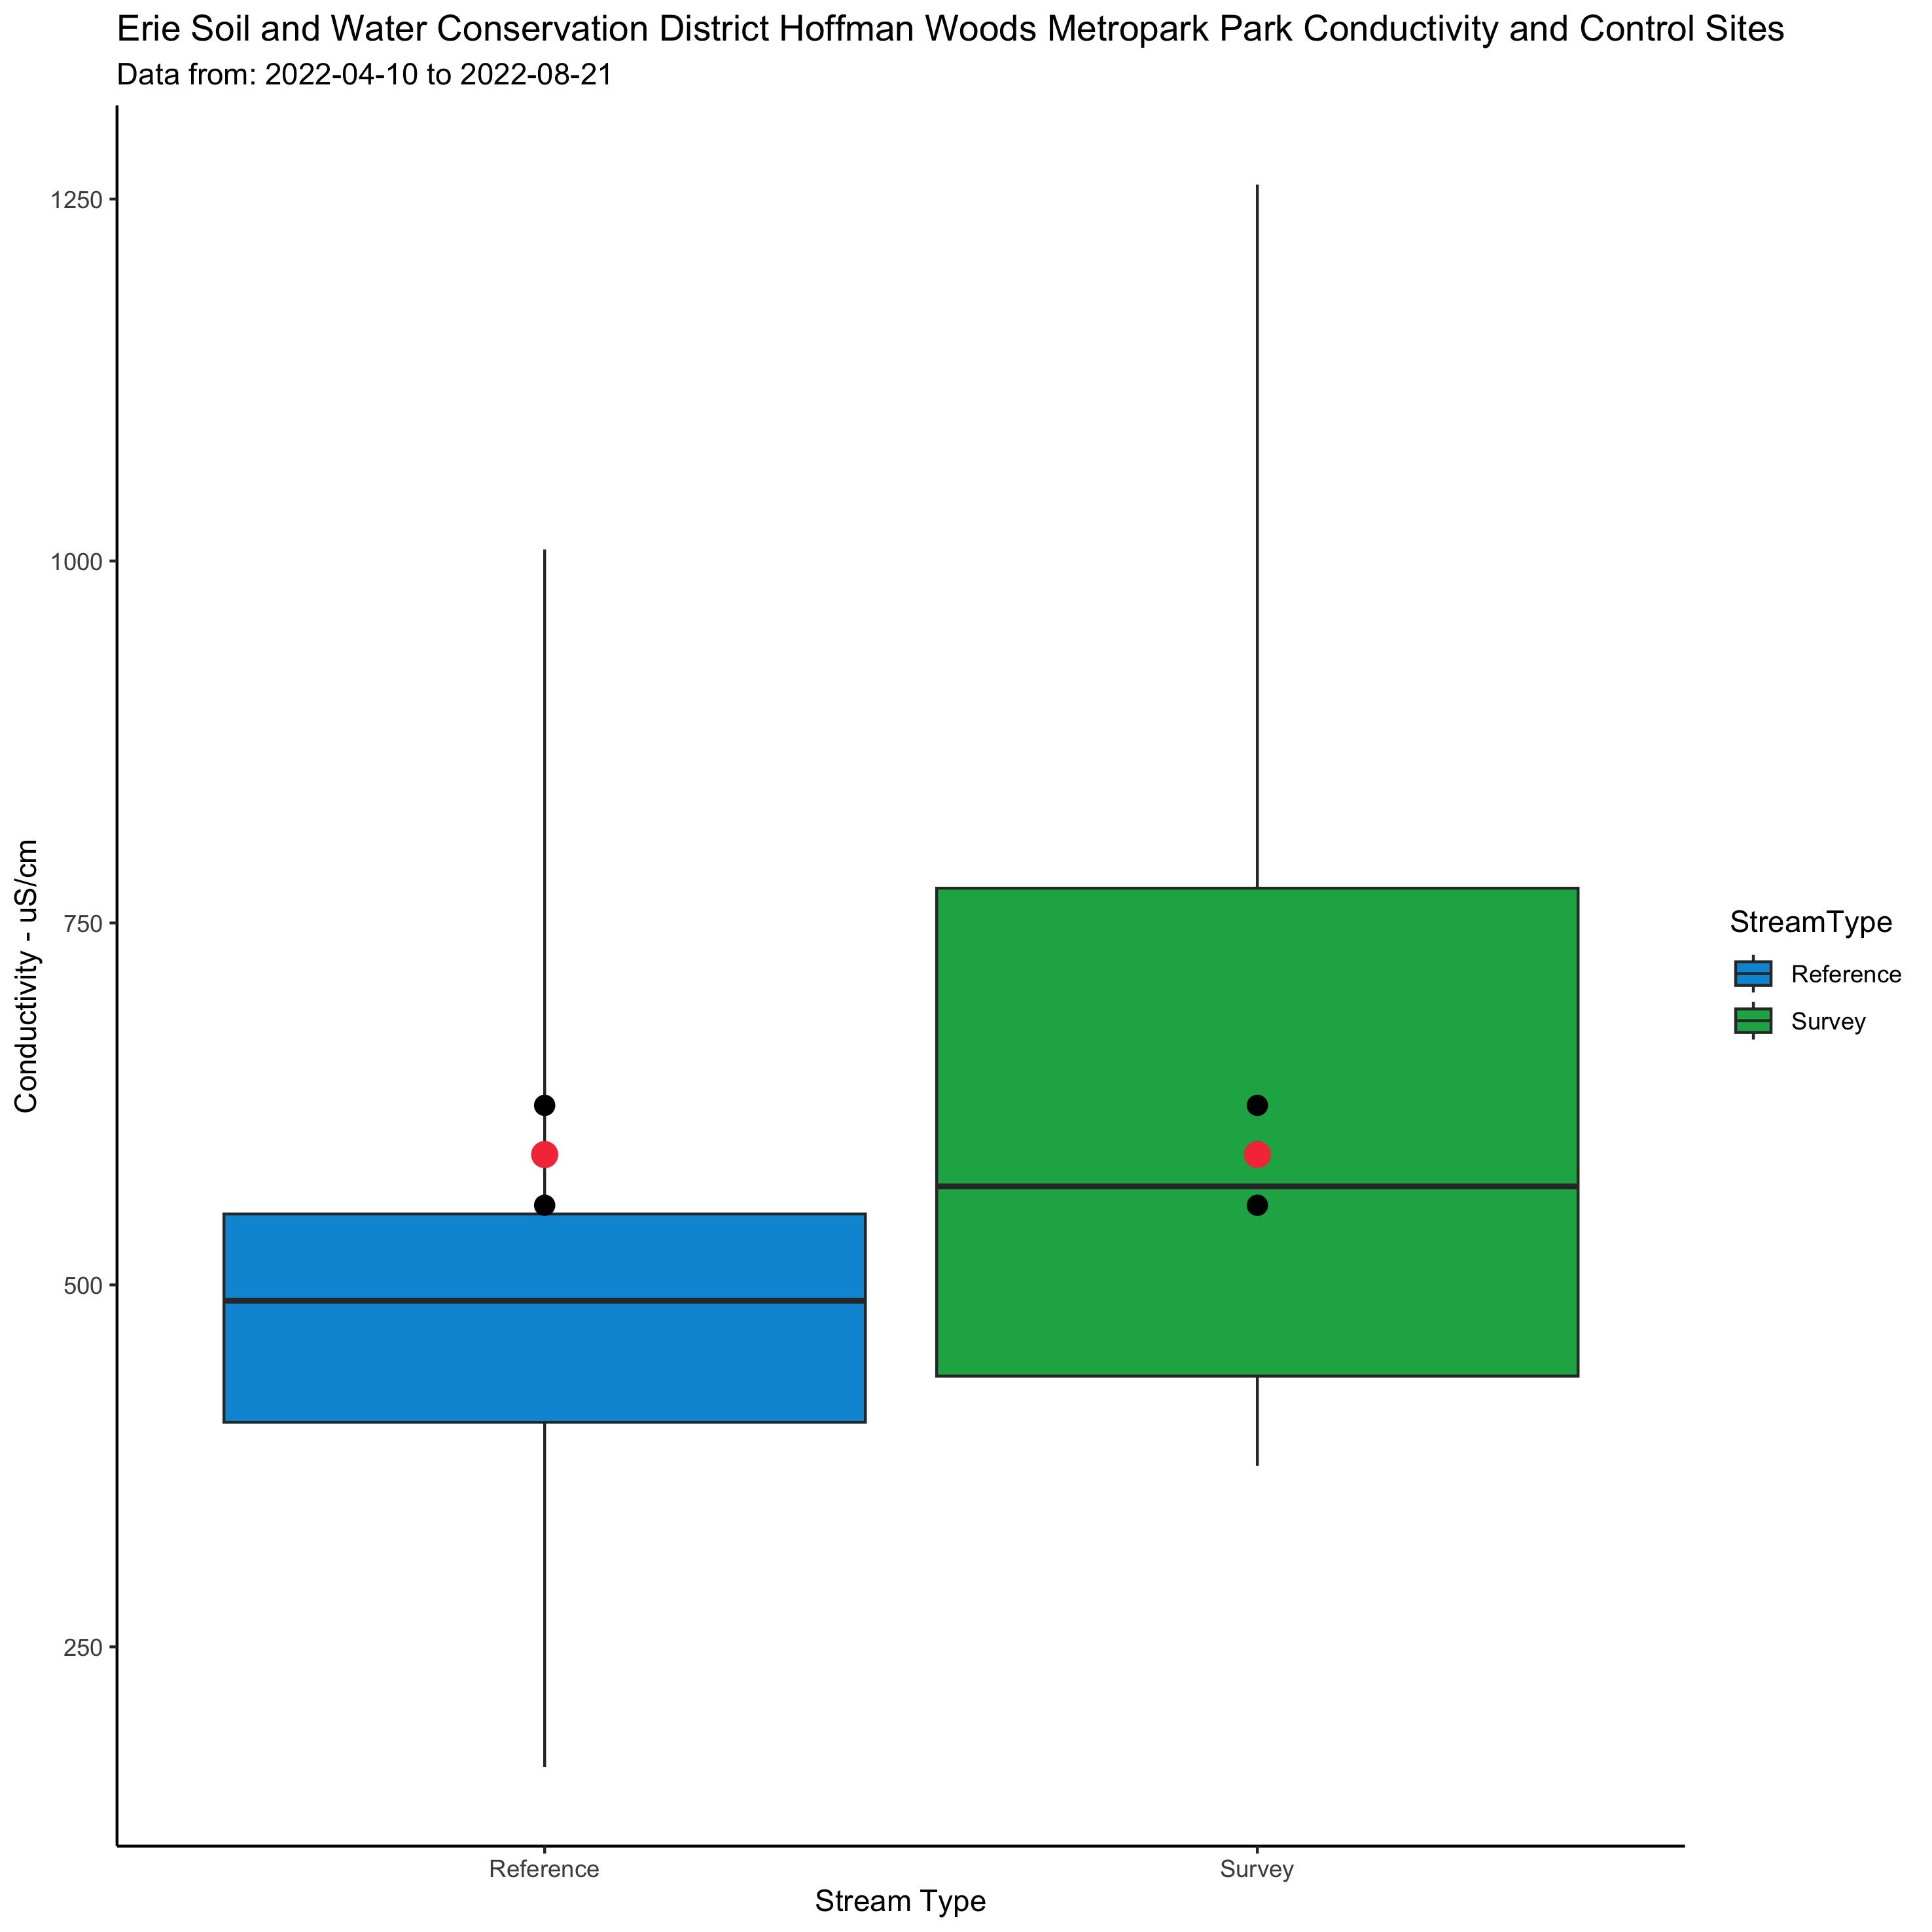 Erie Soil and Water Conservation District Hoffman Woods Metropark Park Conductivity and Control Sites
Data from: 2022-04-10 to 2022-08-21
Conductivity - uS/cm
1250
1000
750
500
250
Reference
Survey
Stream Type
StreamType
Reference
Survey